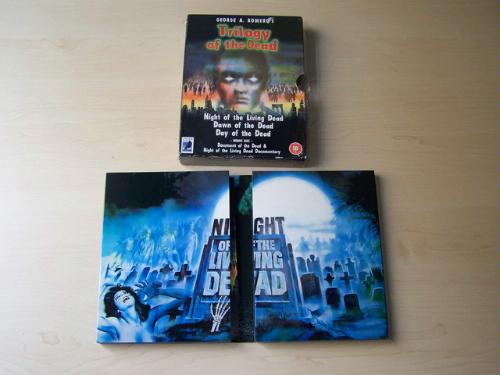 GEORGE A. ROMERO'S
Trilogy
of the Dead
Night of the Living Dead
Dawn of the Dead
Day of the Dead
Document of the Dead &
Night of the Living Dead Documentary
18
NIGHT
OF THE
LIVING
DEAD